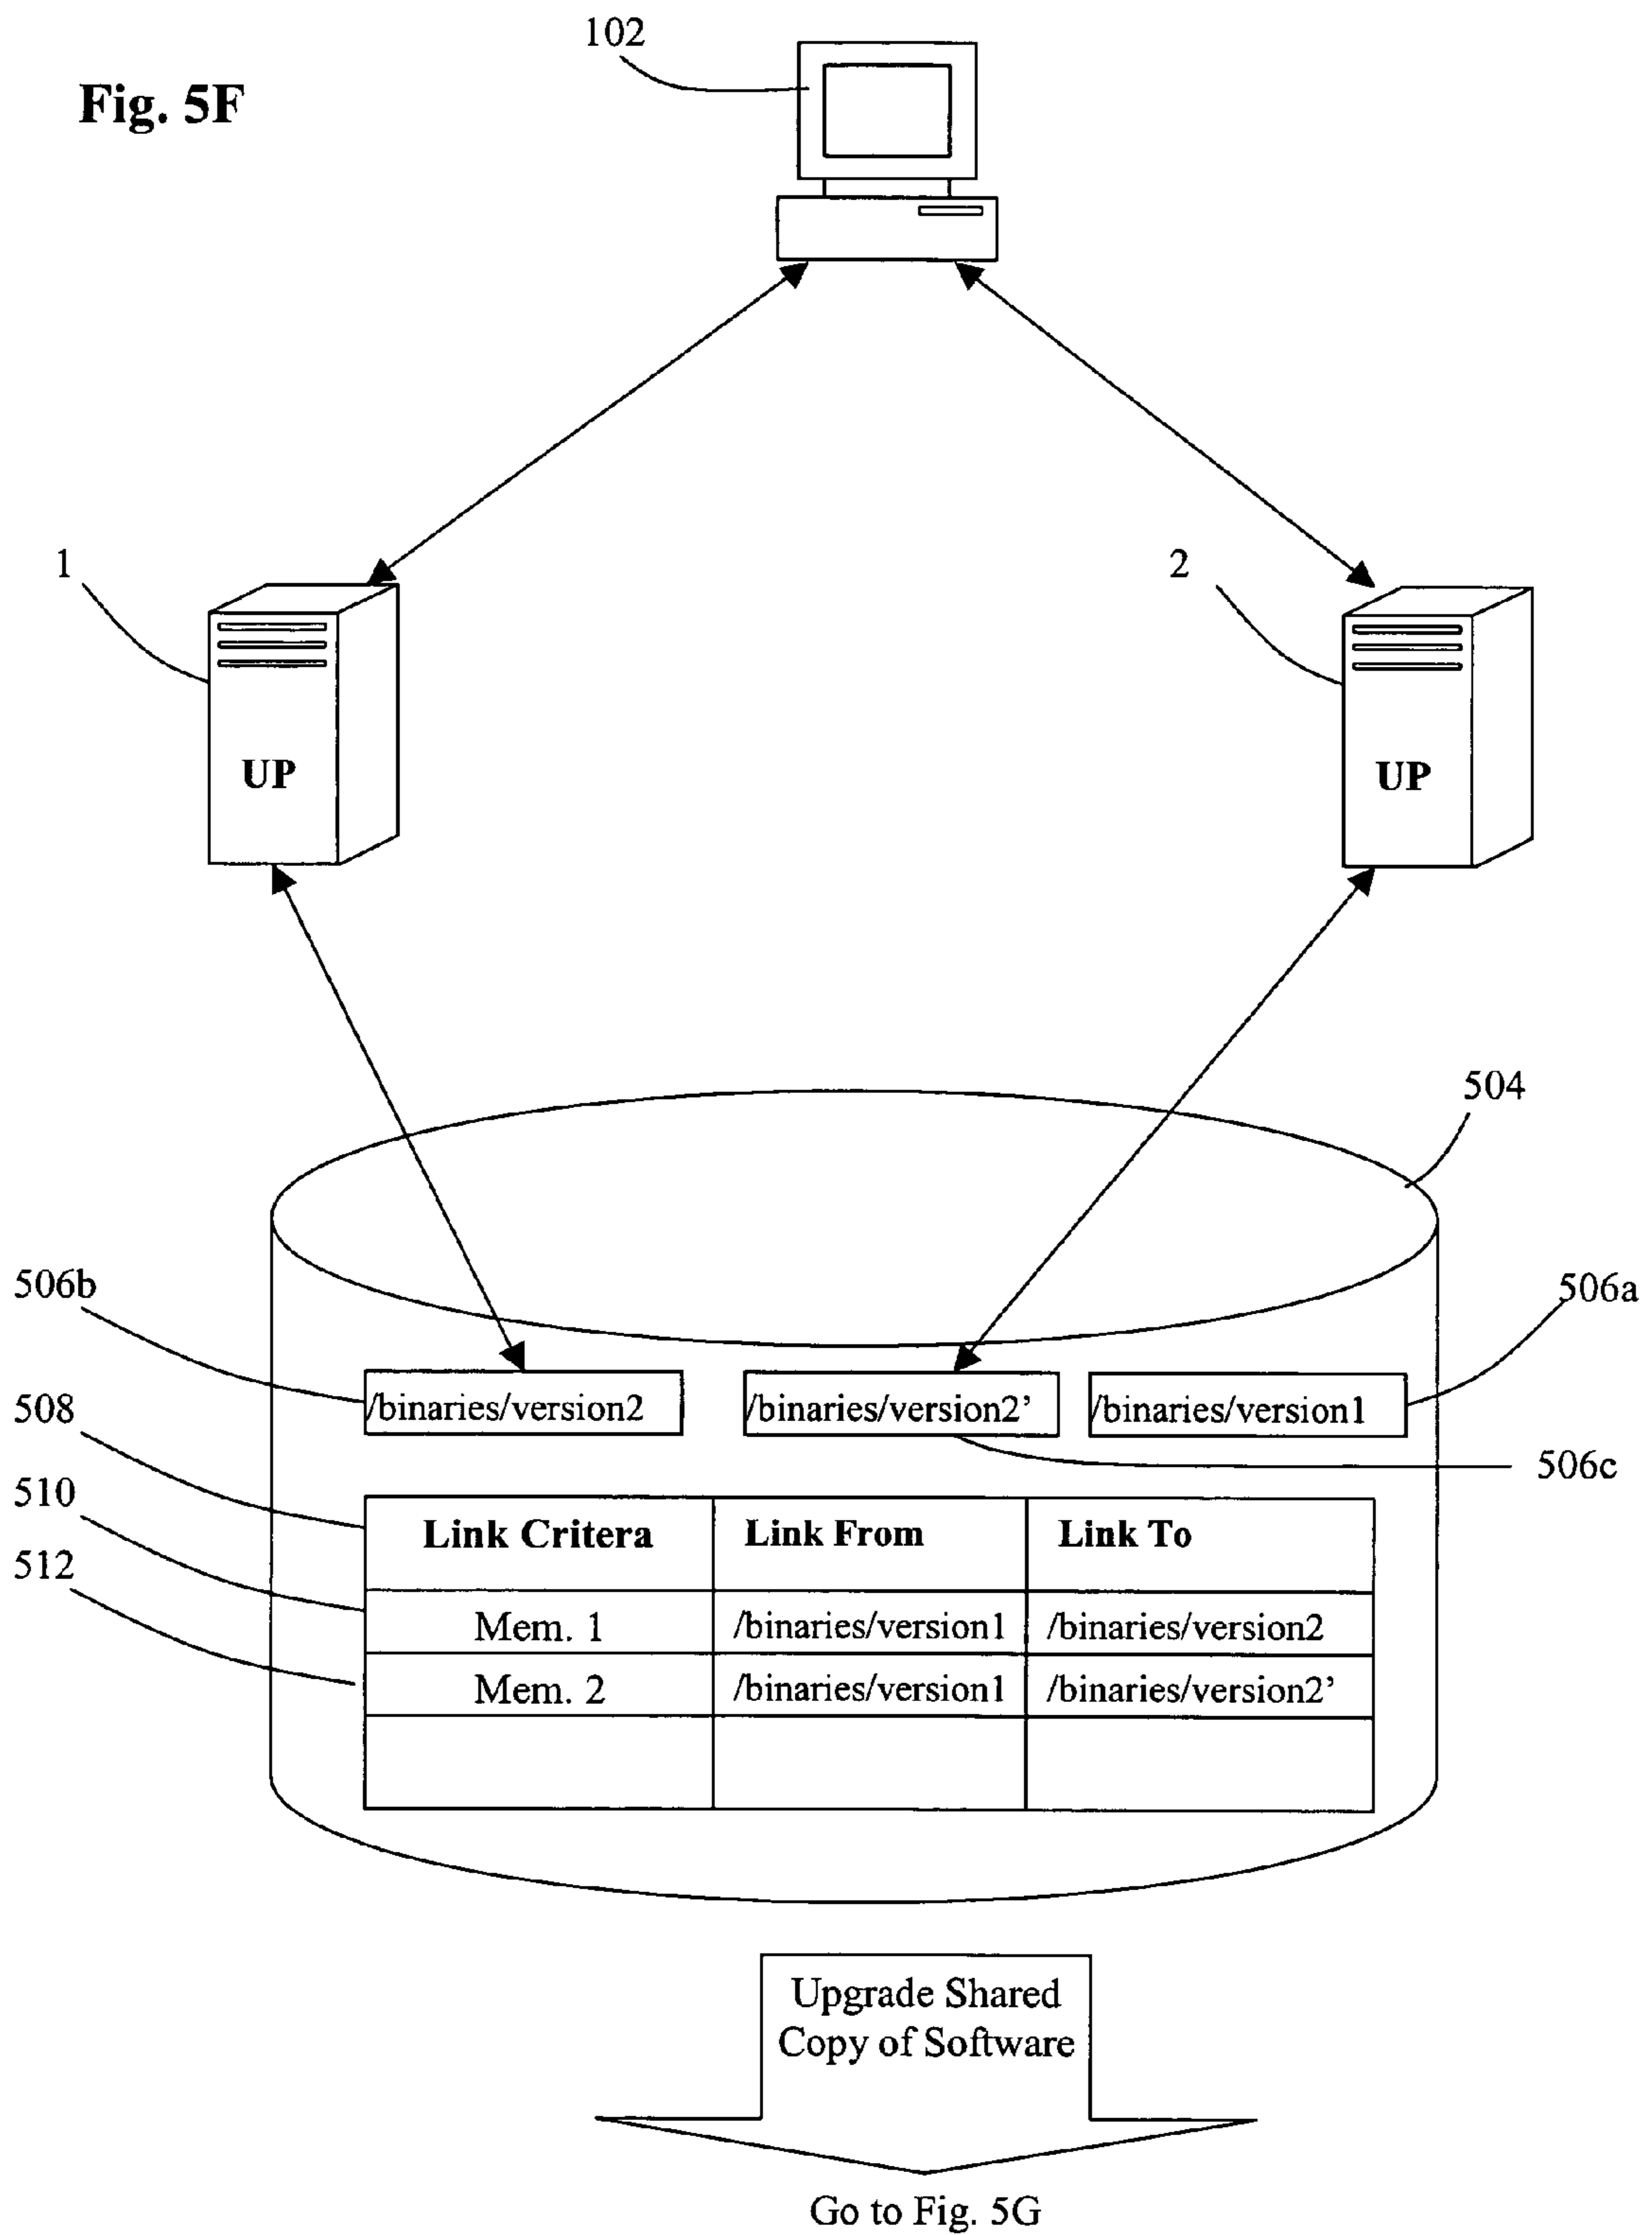 102
Fig. 5F
1
2
UP
UP
504
506b
506a
/binaries/version2
/binaries/version2’
/binaries/version1
508
506c
510
Link Critera
Link From
Link To
512
Mem. 1
/binaries/version1
/binaries/version2
Mem. 2
/binaries/version1
/binaries/version2’
Upgrade Shared
Copy of Software
Go to Fig. 5G